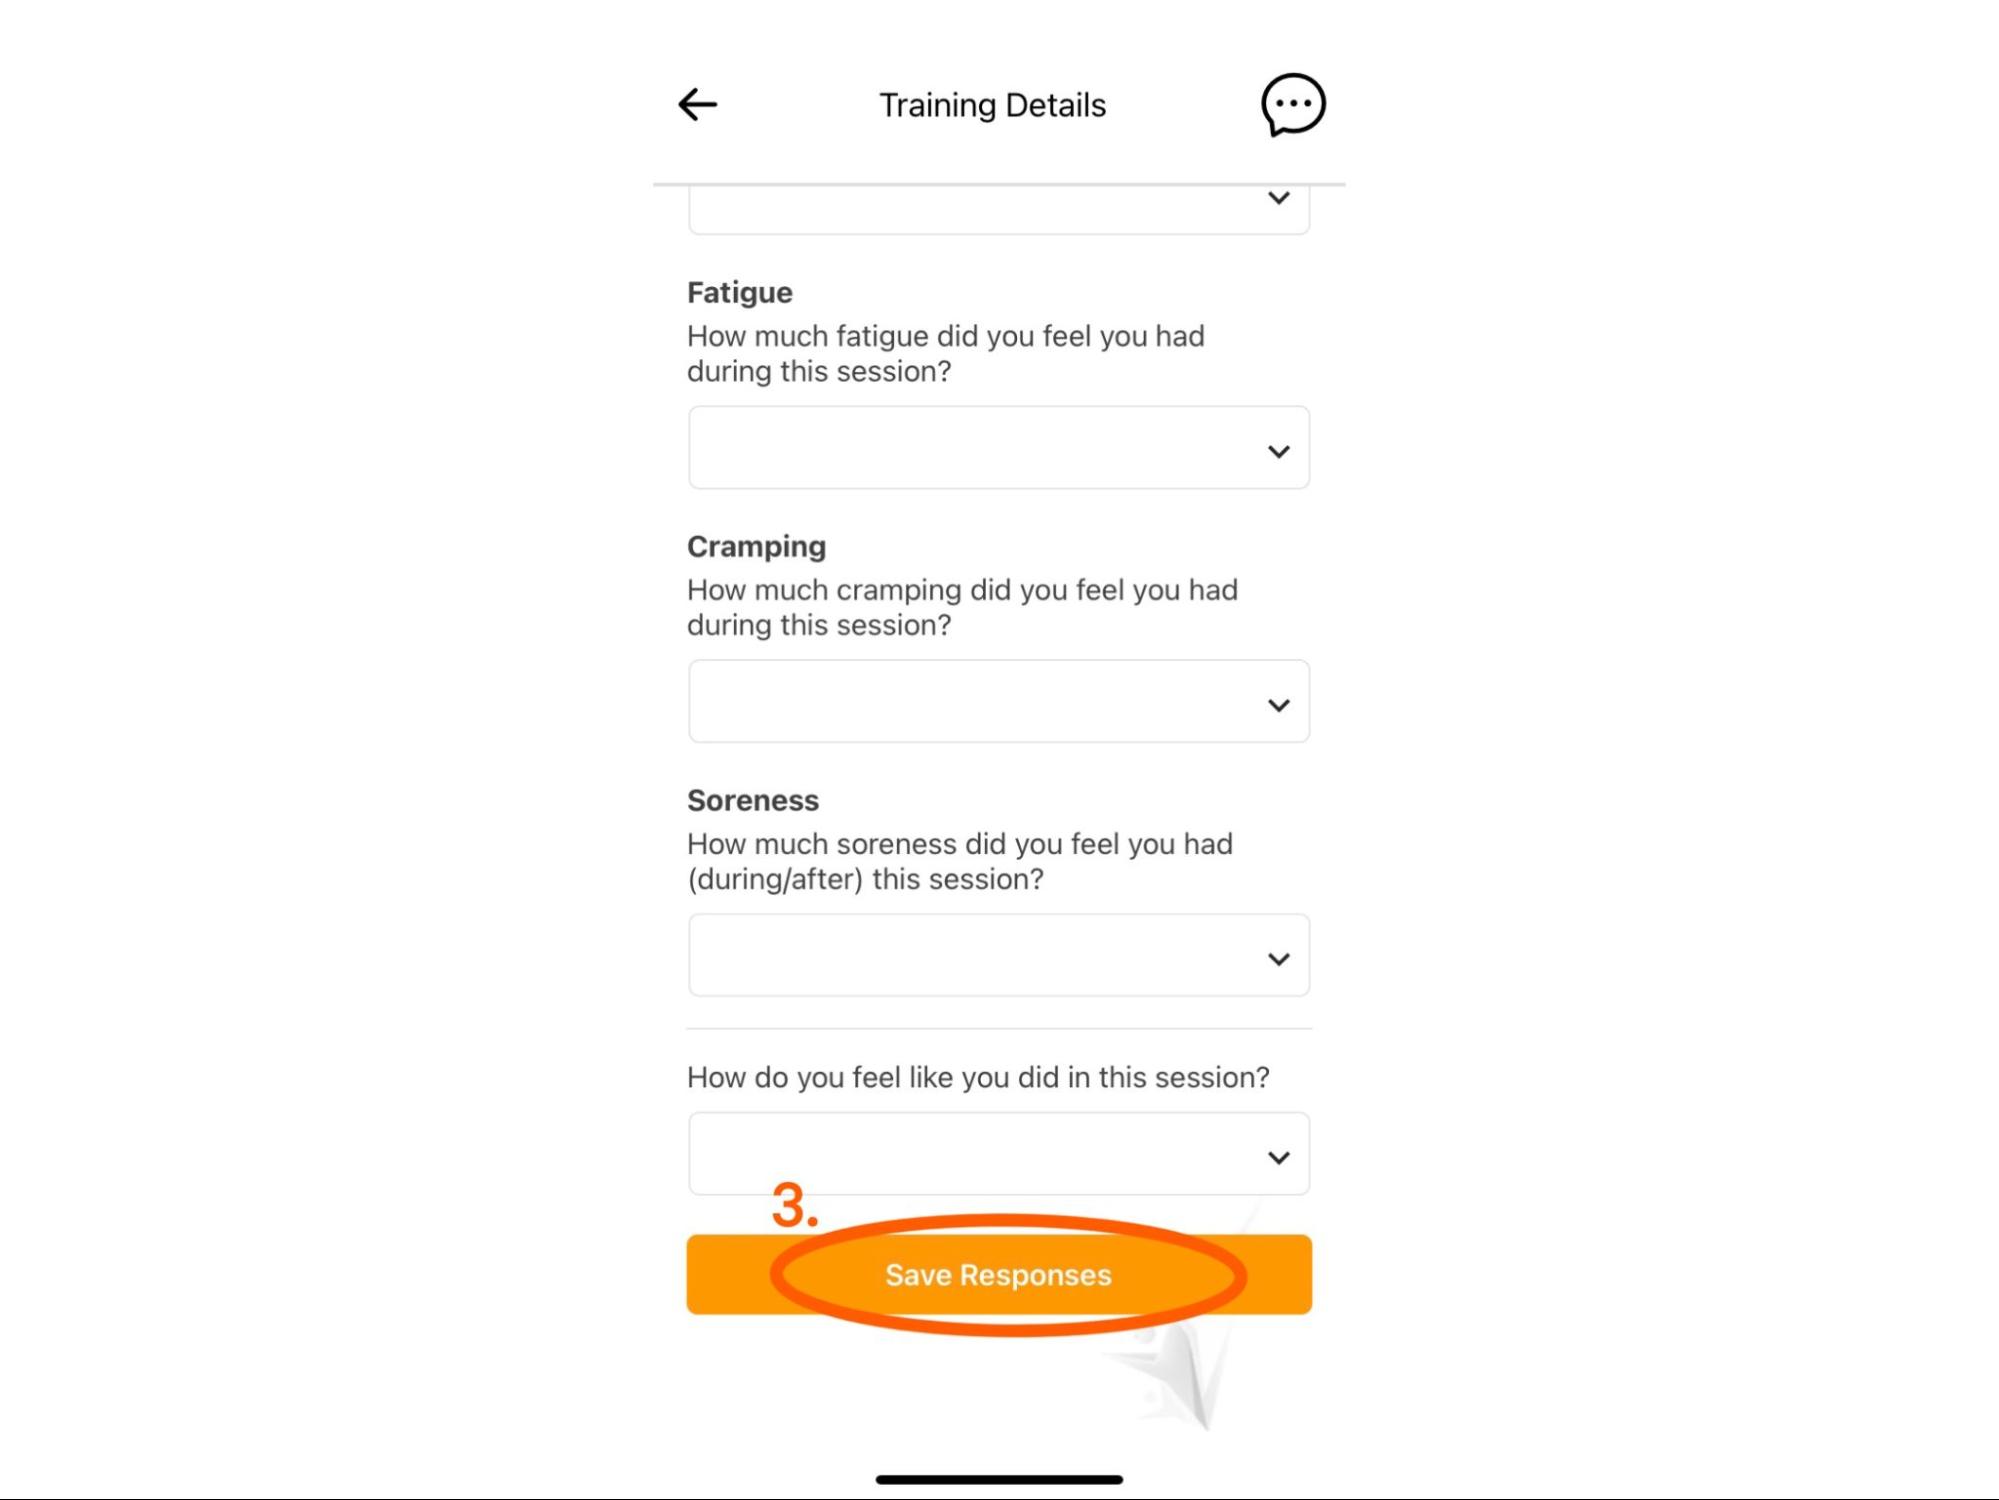 Training Details
Fatigue
How much fatigue did you feel you had
during this session?
Cramping
How much cramping did you feel you had
during this session?
Soreness
How much soreness did you feel you had
(during/after) this session?
How do you feel like you did in this session?
3.
Save Responses